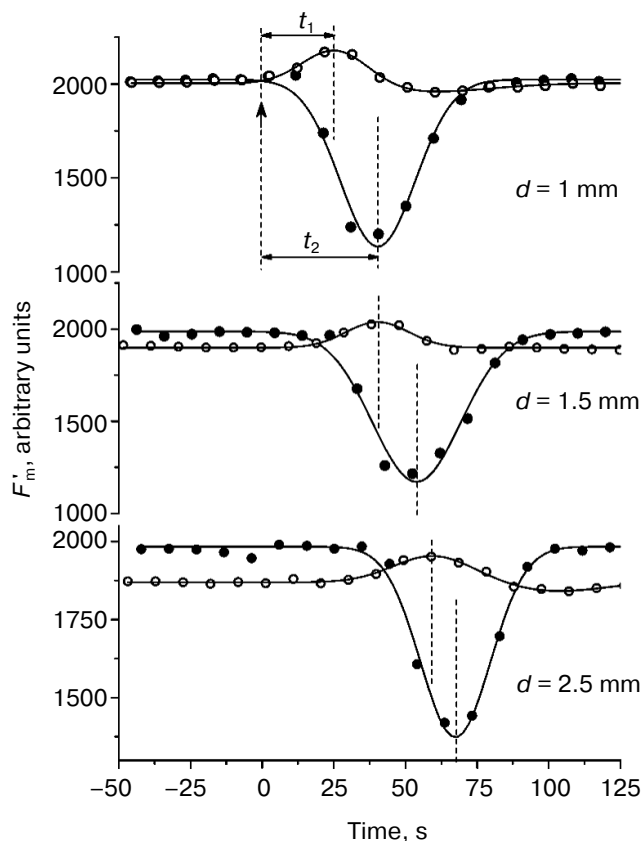 t₁
2000
1500
d = 1 mm
t₂
1000
2000
1500
d = 1.5 mm
1000
F′m, arbitrary units
2000
1750
d = 2.5 mm
1500
−50 −25 0 25 50 75 100 125
Time, s